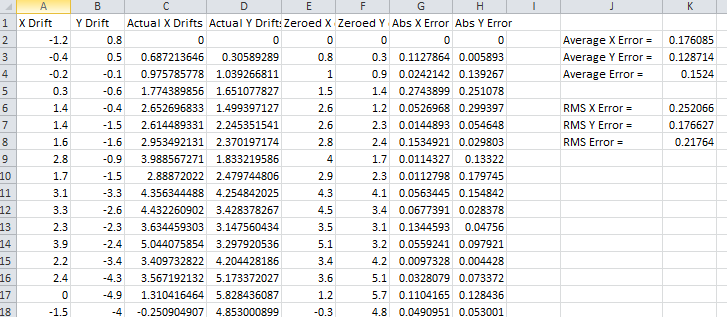 A B C D E F G H I J K
1 X Drift Y Drift Actual X Drifts Actual Y Drift Zeroed X Zeroed Y Abs X Error Abs Y Error
2 -1.2 0.8 0 0 0 0 0 0 Average X Error = 0.176085
3 -0.4 0.5 0.687213646 0.30589289 0.8 0.3 0.1127864 0.005893 Average Y Error = 0.128714
4 -0.2 -0.1 0.975785778 1.039266811 1 0.9 0.0242142 0.139267 Average Error = 0.1524
5 0.3 -0.6 1.774389856 1.651077827 1.5 1.4 0.2743899 0.251078
6 1.4 -0.4 2.652696833 1.499397127 2.6 1.2 0.0526968 0.299397 RMS X Error = 0.252066
7 1.4 -1.5 2.614489331 2.245351541 2.6 2.3 0.0144893 0.054648 RMS Y Error = 0.176627
8 1.6 -1.6 2.953492131 2.370197174 2.8 2.4 0.1534921 0.029803 RMS Error = 0.21764
9 2.8 -0.9 3.988567271 1.833219586 4 1.7 0.0114327 0.13322
10 1.7 -1.5 2.88872022 2.479744806 2.9 2.3 0.0112798 0.179745
11 3.1 -3.3 4.356344488 4.254842025 4.3 4.1 0.0563445 0.154842
12 3.3 -2.6 4.432260902 3.428378267 4.5 3.4 0.0677391 0.028378
13 2.3 -2.3 3.634459303 3.147560434 3.5 3.1 0.1344593 0.04756
14 3.9 -2.4 5.044075854 3.297920536 5.1 3.2 0.0559241 0.097921
15 2.2 -3.4 3.409732822 4.204428186 3.4 4.2 0.0097328 0.004428
16 2.4 -4.3 3.567192132 5.173372027 3.6 5.1 0.0328079 0.073372
17 0 -4.9 1.310416464 5.828436087 1.2 5.7 0.1104165 0.128436
18 -1.5 -4 -0.250904907 4.853000899 -0.3 4.8 0.0490951 0.053001